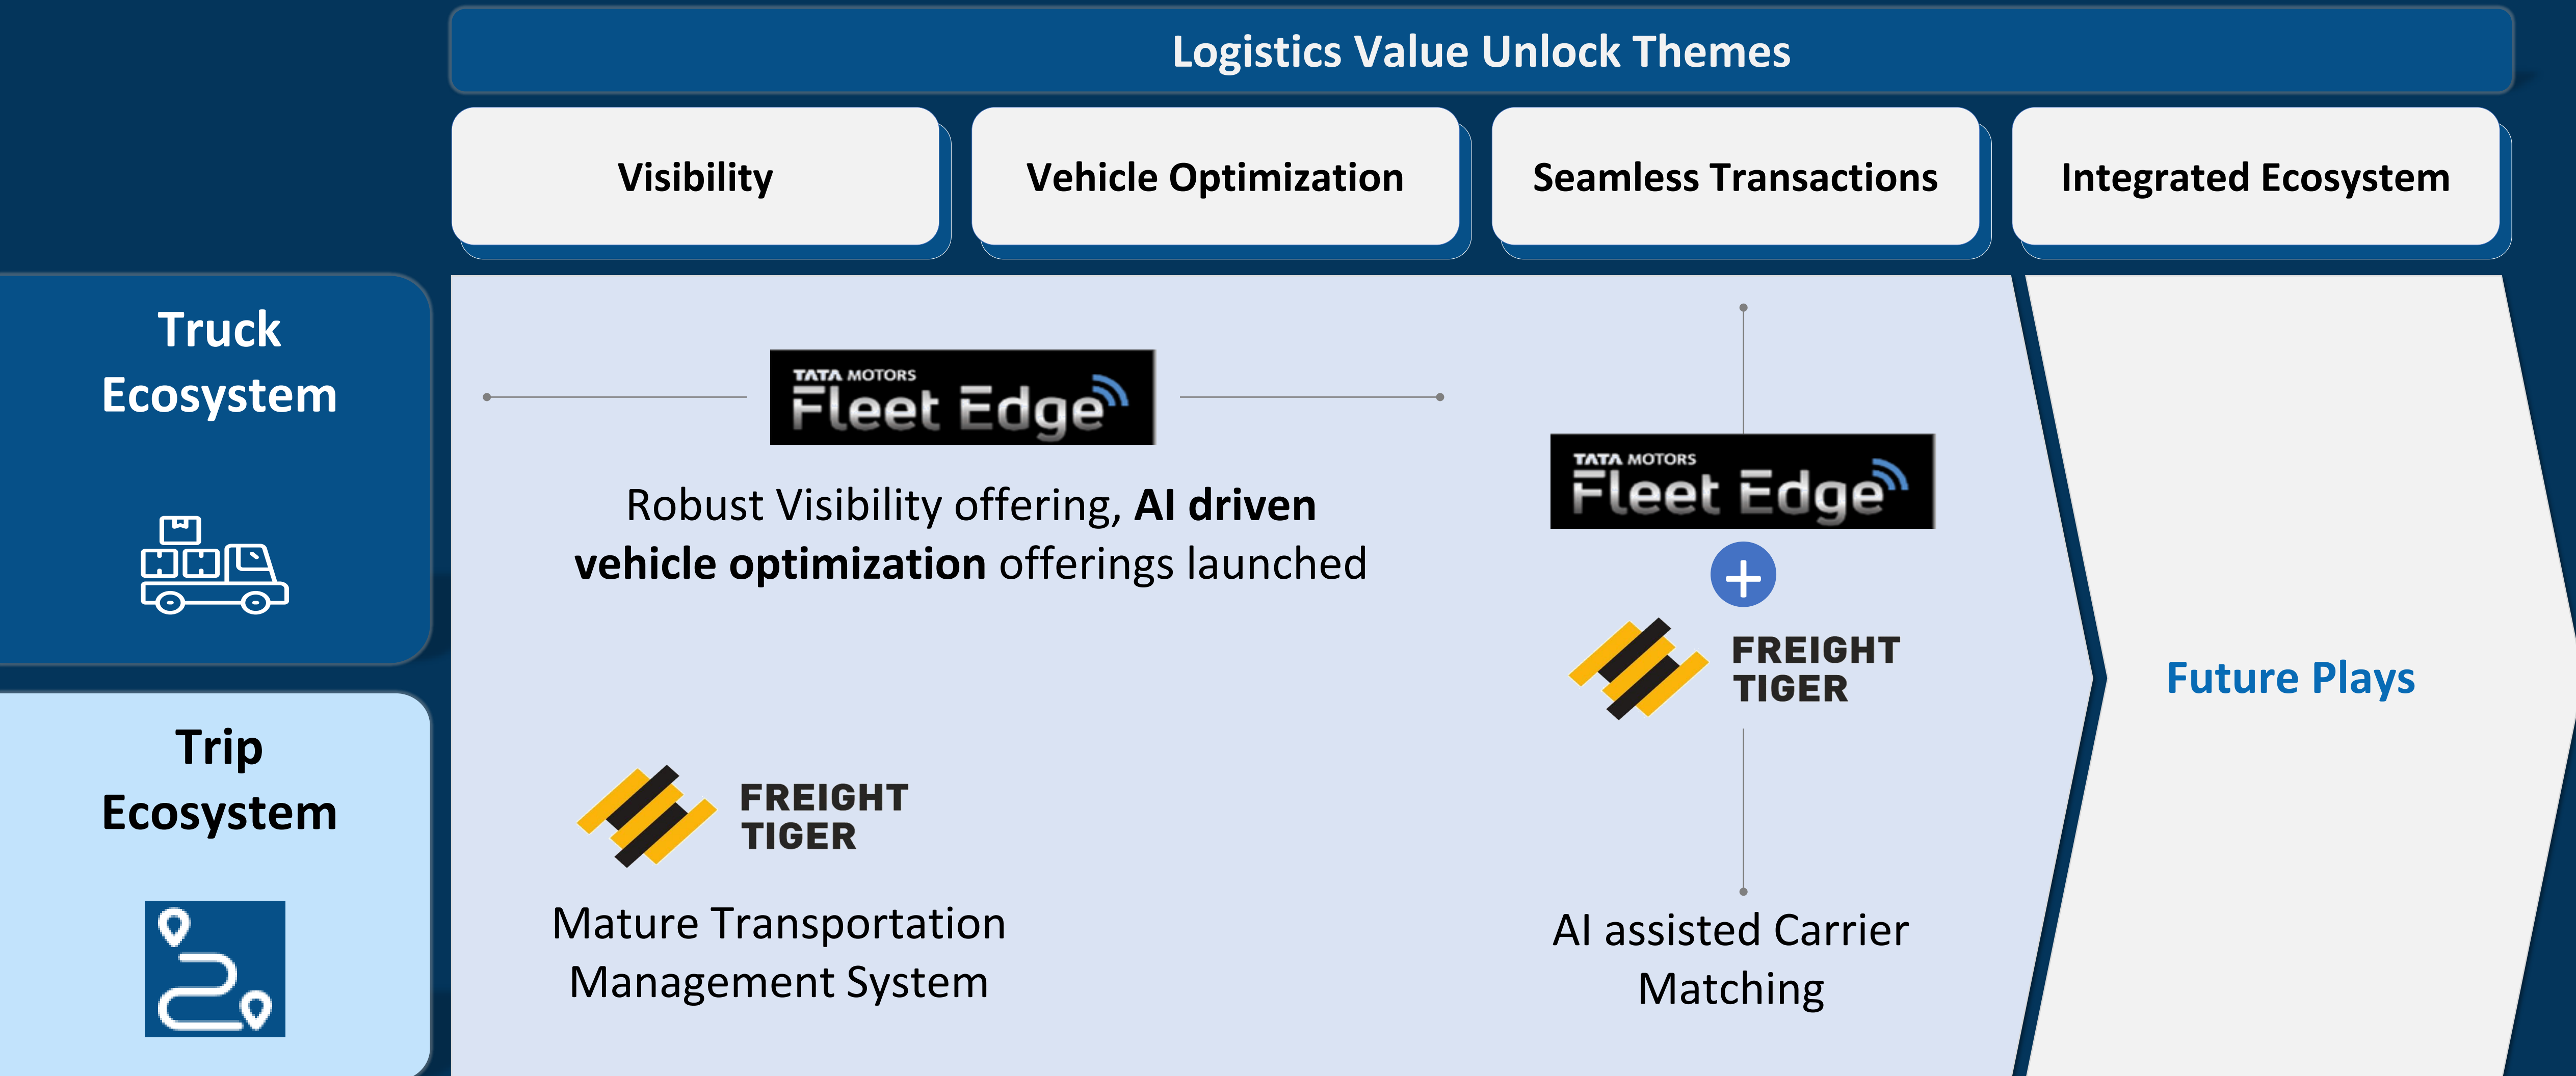 Logistics Value Unlock Themes
Visibility
Vehicle Optimization
Seamless Transactions
Integrated Ecosystem
Truck
Ecosystem
TATA MOTORS
Fleet Edge
Robust Visibility offering, AI driven
vehicle optimization offerings launched
TATA MOTORS
Fleet Edge
+
FREIGHT
TIGER
Future Plays
Trip
Ecosystem
FREIGHT
TIGER
Mature Transportation
Management System
AI assisted Carrier
Matching